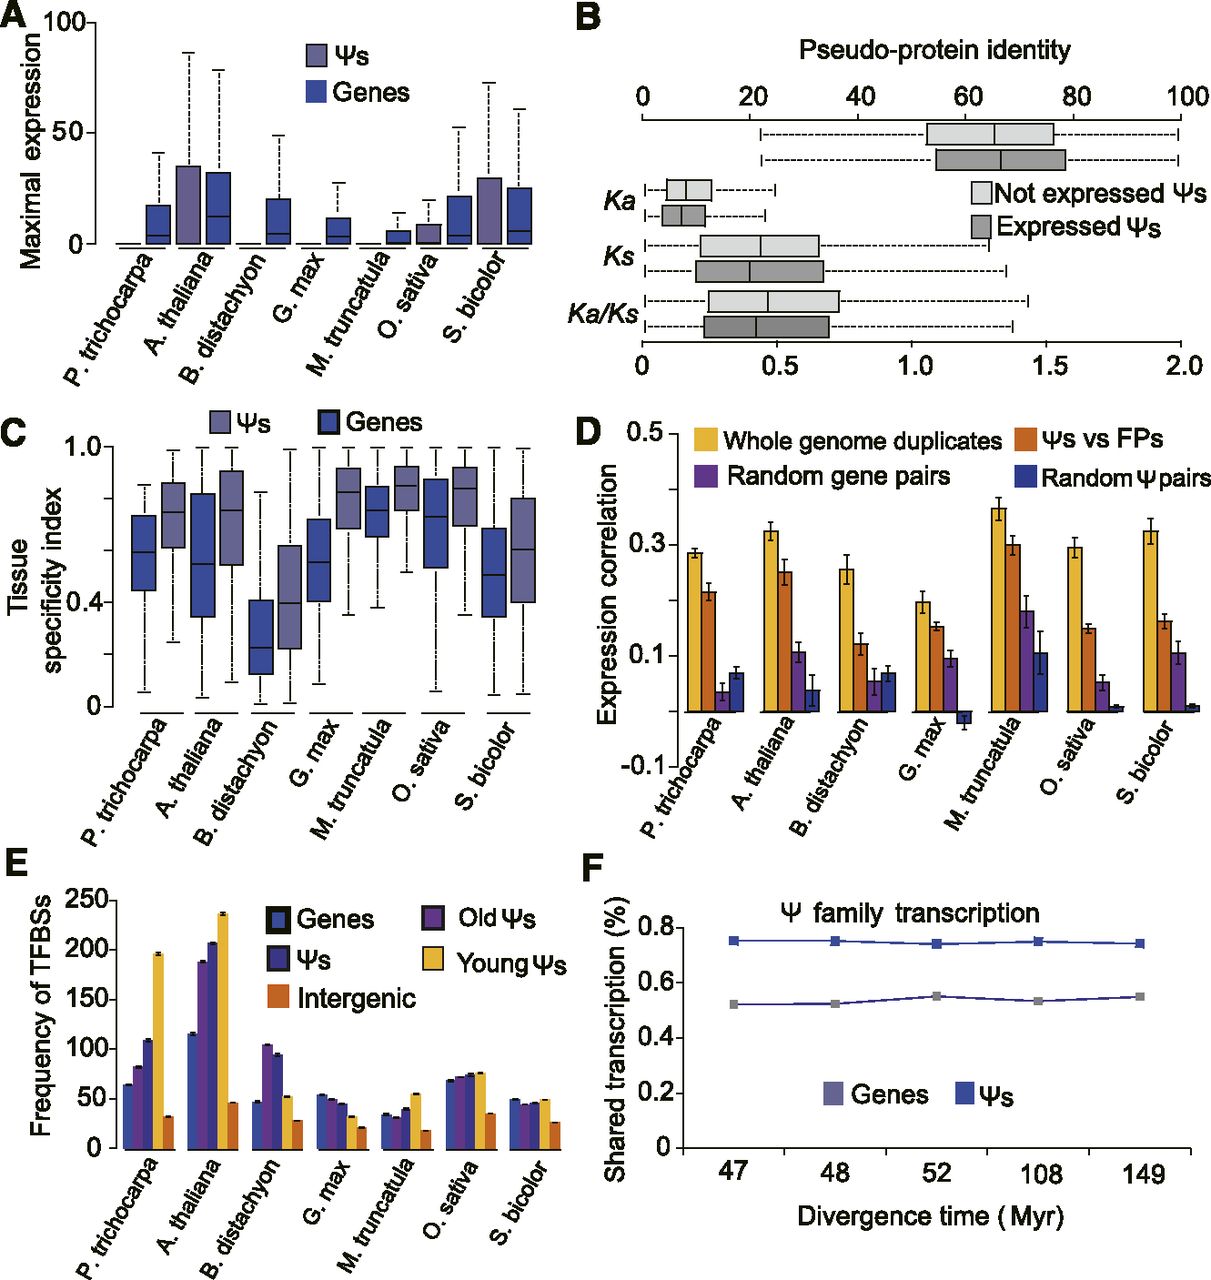 A
100
50
0
Maximal expression
Ψs
Genes
P. trichocarpa
A. thaliana
B. distachyon
G. max
M. truncatula
O. sativa
S. bicolor
B
Pseudo-protein identity
0 20 40 60 80 100
Ka
Ks
Ka/Ks
Not expressed Ψs
Expressed Ψs
0 0.5 1.0 1.5 2.0
C
Ψs Genes
1.0
0.4
0
Tissue
specificity index
P. trichocarpa
A. thaliana
B. distachyon
G. max
M. truncatula
O. sativa
S. bicolor
D
0.5
0.3
0.1
-0.1
Expression correlation
Whole genome duplicates
Ψs vs FPs
Random gene pairs
Random Ψ pairs
P. trichocarpa
A. thaliana
B. distachyon
G. max
M. truncatula
O. sativa
S. bicolor
E
250
200
150
100
50
0
Frequency of TFBSs
Genes
Old Ψs
Ψs
Young Ψs
Intergenic
P. trichocarpa
A. thaliana
B. distachyon
G. max
M. truncatula
O. sativa
S. bicolor
F
Ψ family transcription
0.8
0.6
0.4
0.2
0
Shared transcription (%)
Genes Ψs
47 48 52 108 149
Divergence time ( Myr)